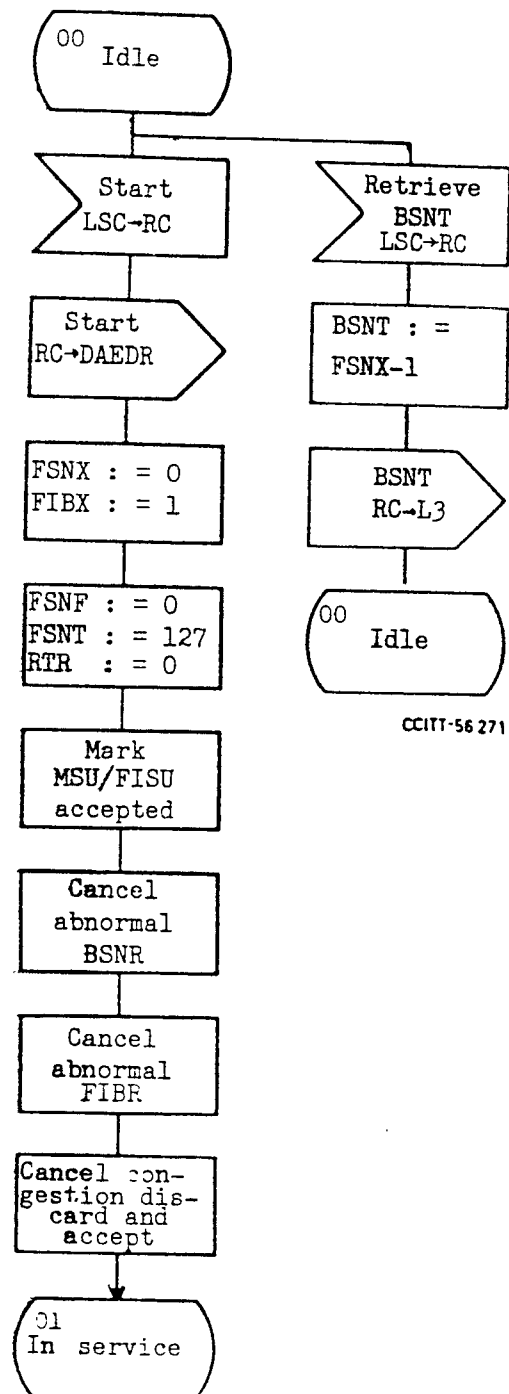 00
Idle
Start
LSC→RC
Start
RC→DAEDR
FSNX : = 0
FIBX : = 1
FSNF : = 0
FSNT : = 127
RTR : = 0
Mark
MSU/FISU
accepted
Cancel
abnormal
BSNR
Cancel
abnormal
FIBR
Cancel con-
gestion dis-
card and
accept
01
In service
Retrieve
BSNT
LSC→RC
BSNT : =
FSNX-1
BSNT
RC→L3
00
Idle
CCITT-56 271